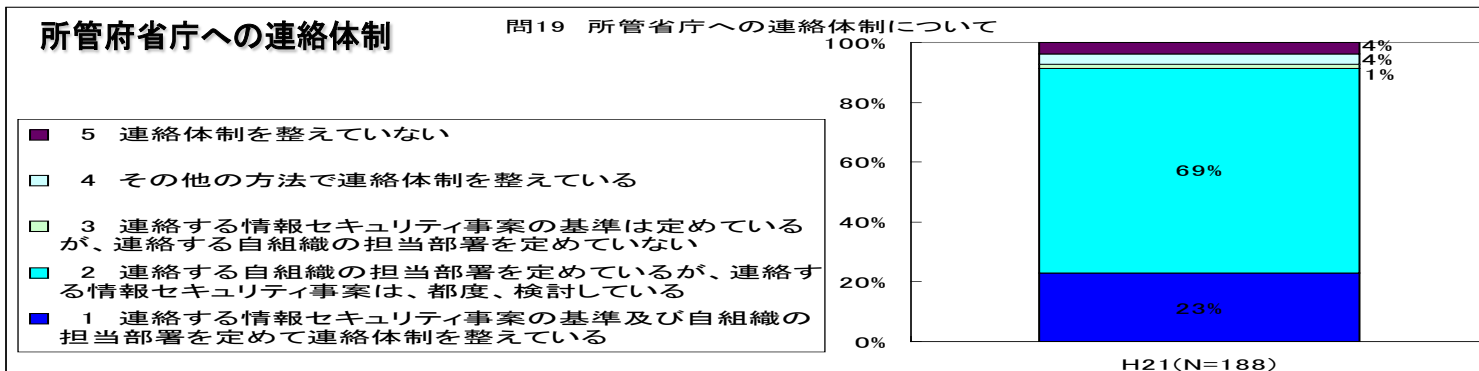 所管府省庁への連絡体制
問19 所管省庁への連絡体制について
5 連絡体制を整えていない
4 その他の方法で連絡体制を整えている
3 連絡する情報セキュリティ事案の基準は定めている
が、連絡する自組織の担当部署を定めていない
2 連絡する自組織の担当部署を定めているが、連絡す
る情報セキュリティ事案は、都度、検討している
1 連絡する情報セキュリティ事案の基準及び自組織の
担当部署を定めて連絡体制を整えている
100%
80%
60%
40%
20%
0%
4%
4%
1%
69%
23%
H21(N=188)